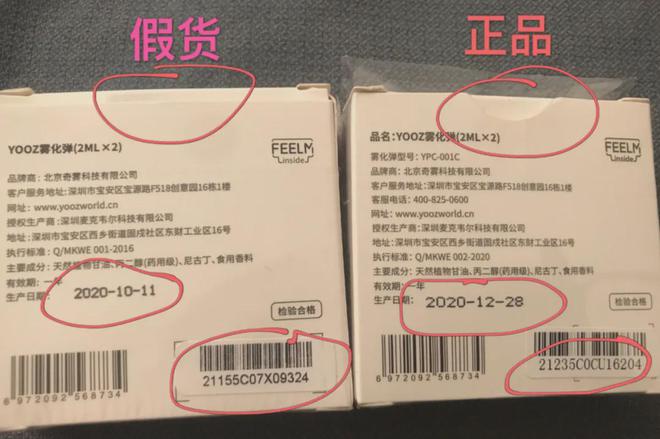 假货
YOOZ雾化弹(2ML×2)
FEELM
inside
品牌商：北京奇雾科技有限公司
客户服务地址：深圳市宝安区宝源路F518创意园16栋1楼
网址：www.yoozworld.cn
授权生产商：深圳麦克韦尔科技有限公司
地址：深圳市宝安区西乡街道固戍社区东财工业区16号
执行标准：Q/MKWE 001-2016
主要成分：天然植物甘油、丙二醇(药用级)、尼古丁、食用香料
有效期：一年
生产日期：2020-10-11
检验合格
6972092568734
21155C07X09324
正品
品名：YOOZ雾化弹(2ML×2)
FEELM
inside
雾化弹型号：YPC-001C
品牌商：北京奇雾科技有限公司
客户服务地址：深圳市宝安区宝源路F518创意园16栋1楼
客服电话：400-825-0600
网址：www.yoozworld.cn
授权生产商：深圳麦克韦尔科技有限公司
地址：深圳市宝安区西乡街道固戍社区东财工业区16号
执行标准：Q/MKWE 002-2020
主要成分：天然植物甘油、丙二醇(药用级)、尼古丁、食用香料
有效期：一年
生产日期：2020-12-28
检验合格
6972092568734
21235C0CU16204